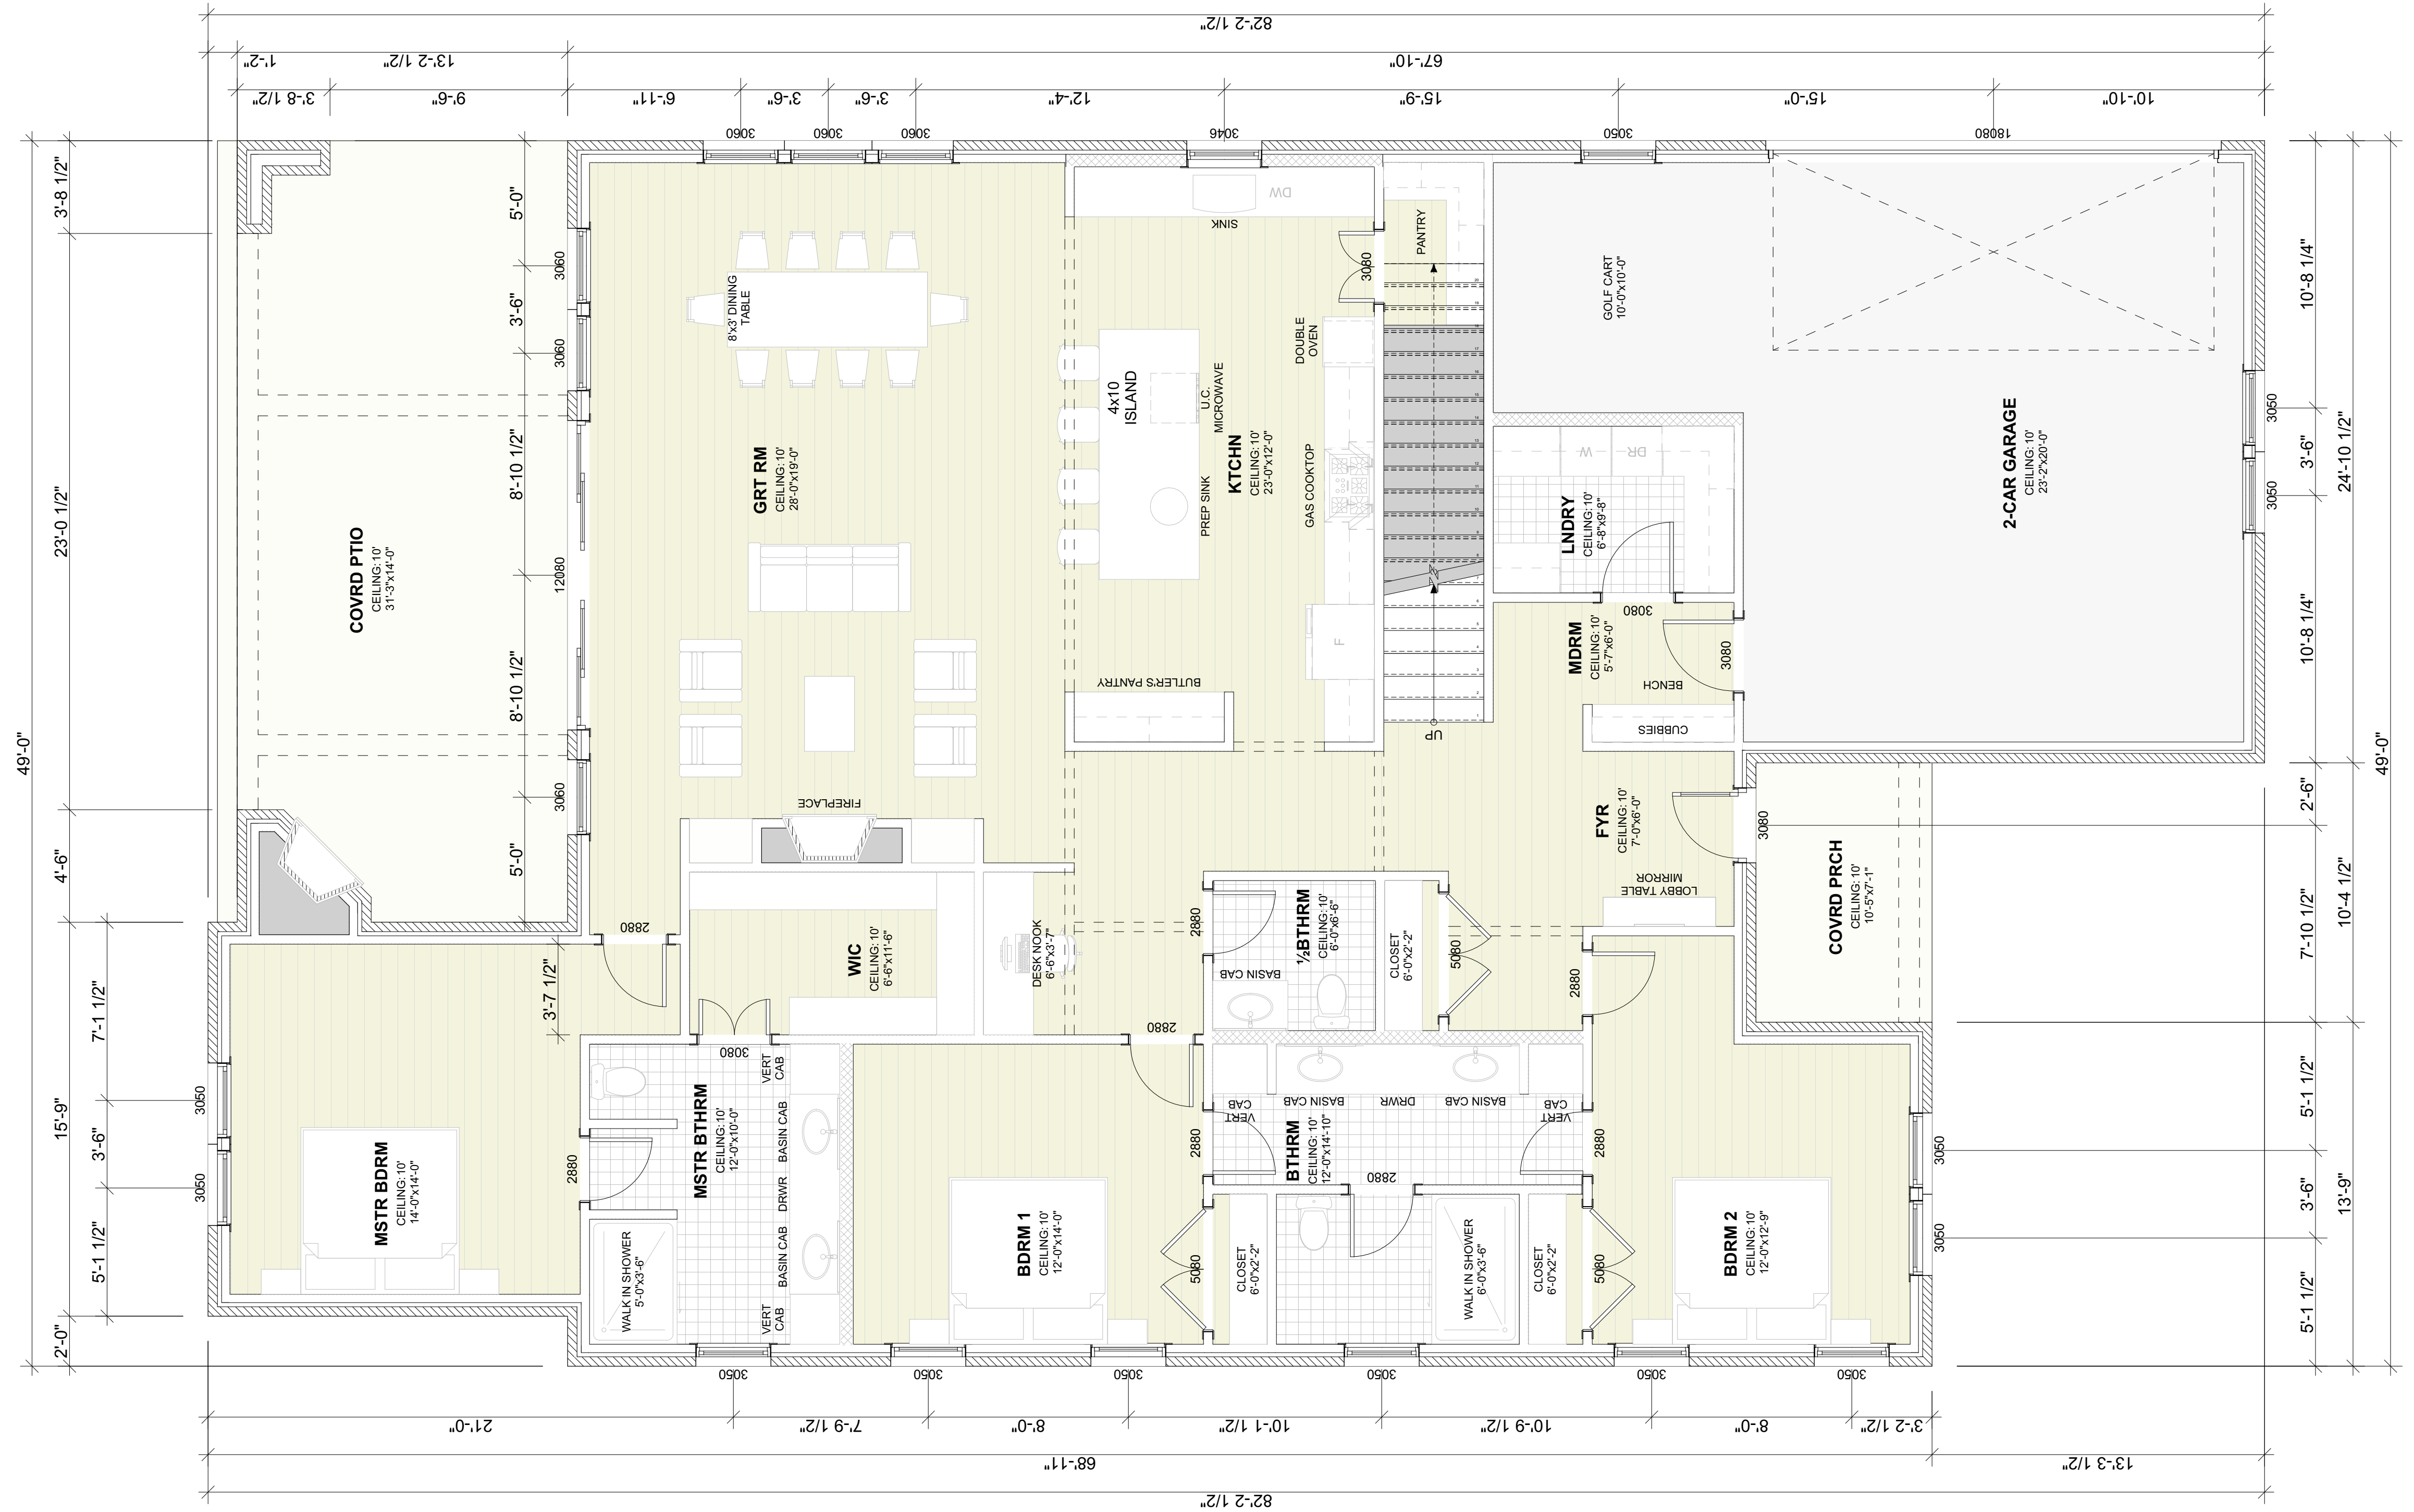 82'-2 1/2"
1'-2"
13'-2 1/2"
67'-10"
3'-8 1/2"
9'-6"
6'-11"
3'-6"
3'-6"
12'-4"
15'-9"
15'-0"
10'-10"
3060
3060
3060
3046
3050
18080
49'-0"
3'-8 1/2"
23'-0 1/2"
4'-6"
15'-9"
2'-0"
7'-1 1/2"
3'-6"
5'-1 1/2"
3050
3050
5'-0"
3'-6"
8'-10 1/2"
8'-10 1/2"
5'-0"
3'-7 1/2"
3060
3060
12080
3060
COVRD PTIO
CEILING: 10'
31'-3"x14'-0"
8'x3' DINING
TABLE
GRT RM
CEILING: 10'
28'-0"x19'-0"
FIREPLACE
SINK
DW
4x10
ISLAND
U.C.
MICROWAVE
PREP SINK
KTCHN
CEILING: 10'
23'-0"x12'-0"
DOUBLE
OVEN
GAS COOKTOP
F
BUTLER'S PANTRY
PANTRY
3080
UP
GOLF CART
10'-0"x10'-0"
W
DR
LNDRY
CEILING: 10'
6'-8"x9'-8"
3080
MDRM
CEILING: 10'
5'-7"x6'-0"
3080
BENCH
CUBBIES
2-CAR GARAGE
CEILING: 10'
23'-2"x20'-0"
3050
3050
FYR
CEILING: 10'
7'-0"x6'-0"
3080
LOBBY TABLE
MIRROR
COVRD PRCH
CEILING: 10'
10'-5"x7'-1"
2880
WIC
CEILING: 10'
6'-6"x11'-6"
DESK NOOK
6'-6"x3'-7"
2880
½BTHRM
CEILING: 10'
6'-0"x6'-6"
BASIN CAB
CLOSET
6'-0"x2'-2"
5080
2880
MSTR BDRM
CEILING: 10'
14'-0"x14'-0"
2880
3080
MSTR BTHRM
CEILING: 10'
12'-0"x10'-0"
VERT
CAB
BASIN CAB
DRWR
BASIN CAB
VERT
CAB
WALK IN SHOWER
5'-0"x3'-6"
2880
BDRM 1
CEILING: 10'
12'-0"x14'-0"
2880
5080
CLOSET
6'-0"x2'-2"
BTHRM
CEILING: 10'
12'-0"x14'-10"
VERT
CAB
BASIN CAB
DRWR
BASIN CAB
VERT
CAB
2880
WALK IN SHOWER
6'-0"x3'-6"
CLOSET
6'-0"x2'-2"
2880
5080
BDRM 2
CEILING: 10'
12'-0"x12'-9"
3050
3050
10'-8 1/4"
3'-6"
10'-8 1/4"
2'-6"
7'-10 1/2"
5'-1 1/2"
3'-6"
5'-1 1/2"
24'-10 1/2"
10'-4 1/2"
13'-9"
49'-0"
3050
3050
3050
3050
3050
3050
21'-0"
7'-9 1/2"
8'-0"
10'-1 1/2"
10'-9 1/2"
8'-0"
3'-2 1/2"
68'-11"
13'-3 1/2"
82'-2 1/2"